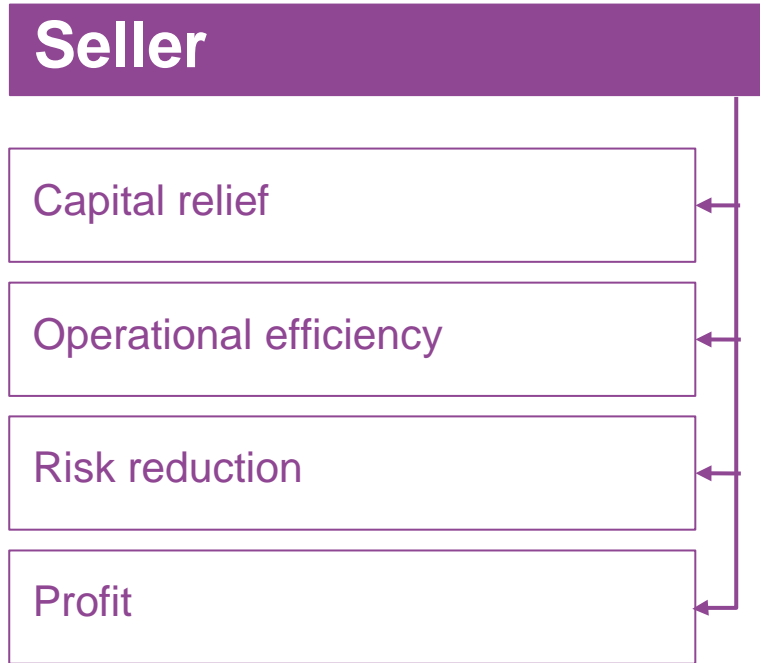 Seller
Capital relief
Operational efficiency
Risk reduction
Profit